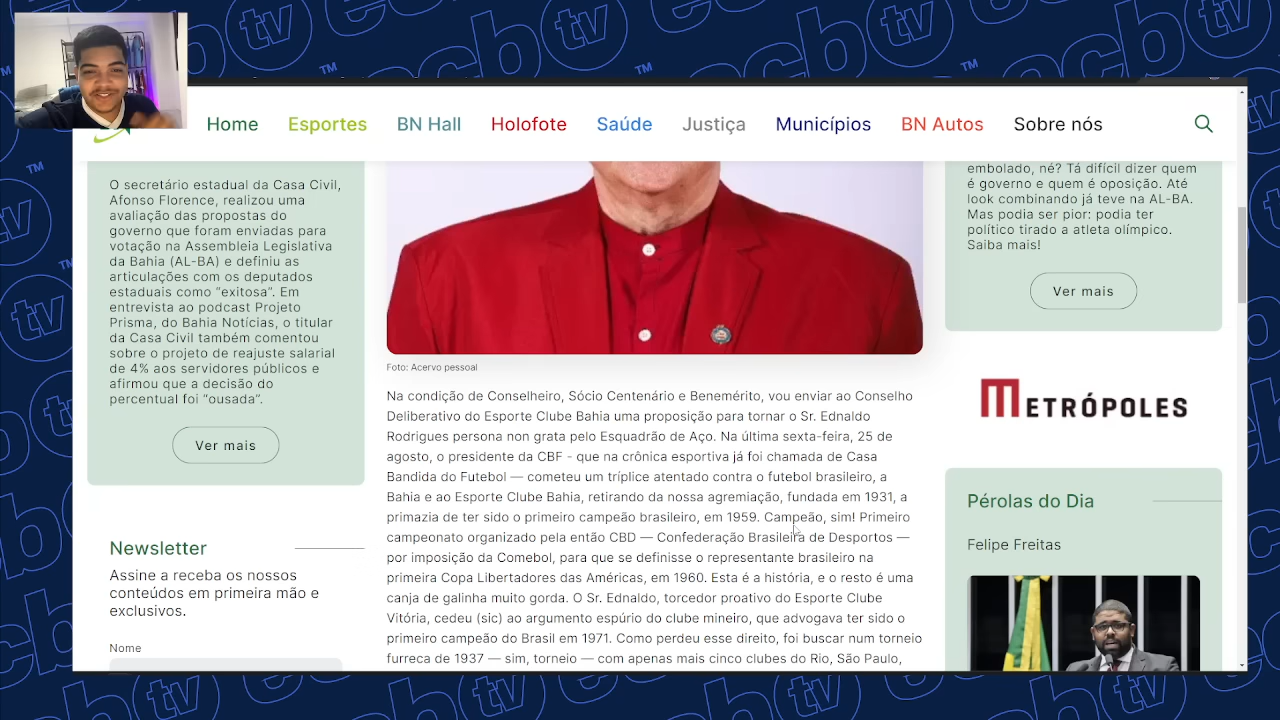 Home Esportes BN Hall Holofote Saúde Justiça Municípios BN Autos Sobre nós
O secretário estadual da Casa Civil,
Afonso Florence, realizou uma
avaliação das propostas do
governo que foram enviadas para
votação na Assembleia Legislativa
da Bahia (AL-BA) e definiu as
articulações com os deputados
estaduais como “exitosa”. Em
entrevista ao podcast Projeto
Prisma, do Bahia Notícias, o titular
da Casa Civil também comentou
sobre o projeto de reajuste salarial
de 4% aos servidores públicos e
afirmou que a decisão do
percentual foi “ousada”.
Ver mais
Newsletter
Assine a receba os nossos
conteúdos em primeira mão e
exclusivos.
Nome
Foto: Acervo pessoal
Na condição de Conselheiro, Sócio Centenário e Benemérito, vou enviar ao Conselho
Deliberativo do Esporte Clube Bahia uma proposição para tornar o Sr. Ednaldo
Rodrigues persona non grata pelo Esquadrão de Aço. Na última sexta-feira, 25 de
agosto, o presidente da CBF - que na crônica esportiva já foi chamada de Casa
Bandida do Futebol — cometeu um tríplice atentado contra o futebol brasileiro, a
Bahia e ao Esporte Clube Bahia, retirando da nossa agremiação, fundada em 1931, a
primazia de ter sido o primeiro campeão brasileiro, em 1959. Campeão, sim! Primeiro
campeonato organizado pela então CBD — Confederação Brasileira de Desportos —
por imposição da Comebol, para que se definisse o representante brasileiro na
primeira Copa Libertadores das Américas, em 1960. Esta é a história, e o resto é uma
canja de galinha muito gorda. O Sr. Ednaldo, torcedor proativo do Esporte Clube
Vitória, cedeu (sic) ao argumento espúrio do clube mineiro, que advogava ter sido o
primeiro campeão do Brasil em 1971. Como perdeu esse direito, foi buscar num torneio
furreca de 1937 — sim, torneio — com apenas mais cinco clubes do Rio, São Paulo,
embolado, né? Tá difícil dizer quem
é governo e quem é oposição. Até
look combinando já teve na AL-BA.
Mas podia ser pior: podia ter
político tirado a atleta olímpico.
Saiba mais!
Ver mais
METRÓPOLES
Pérolas do Dia
Felipe Freitas
ecbtv
TM